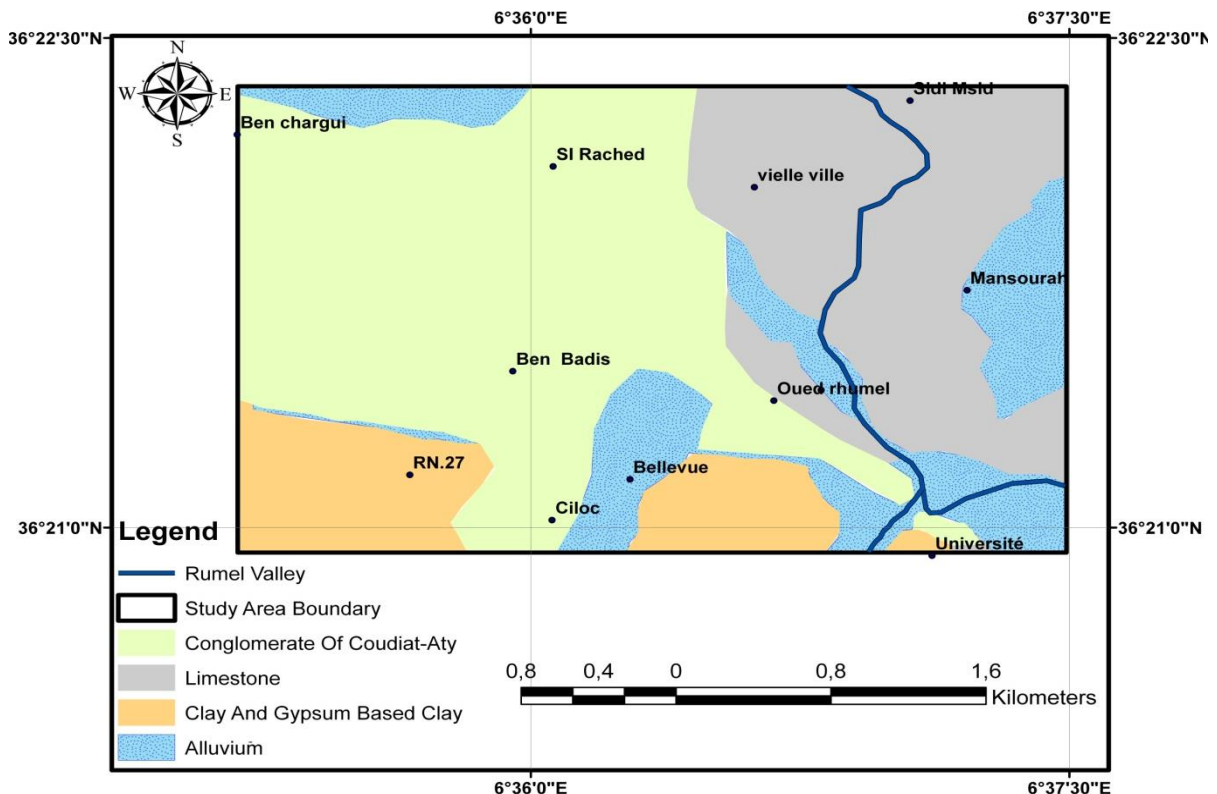 6°36'0"E
6°37'30"E
36°22'30"N
36°22'30"N
N
W
E
S
Sidi Msid
Ben chargui
SI Rached
vielle ville
Mansourah
Ben Badis
Oued rhumel
RN.27
Bellevue
Ciloc
36°21'0"N
36°21'0"N
Université
Legend
Rumel Valley
Study Area Boundary
Conglomerate Of Coudiat-Aty
Limestone
Clay And Gypsum Based Clay
Alluvium
0,8 0,4 0 0,8 1,6
Kilometers
6°36'0"E
6°37'30"E